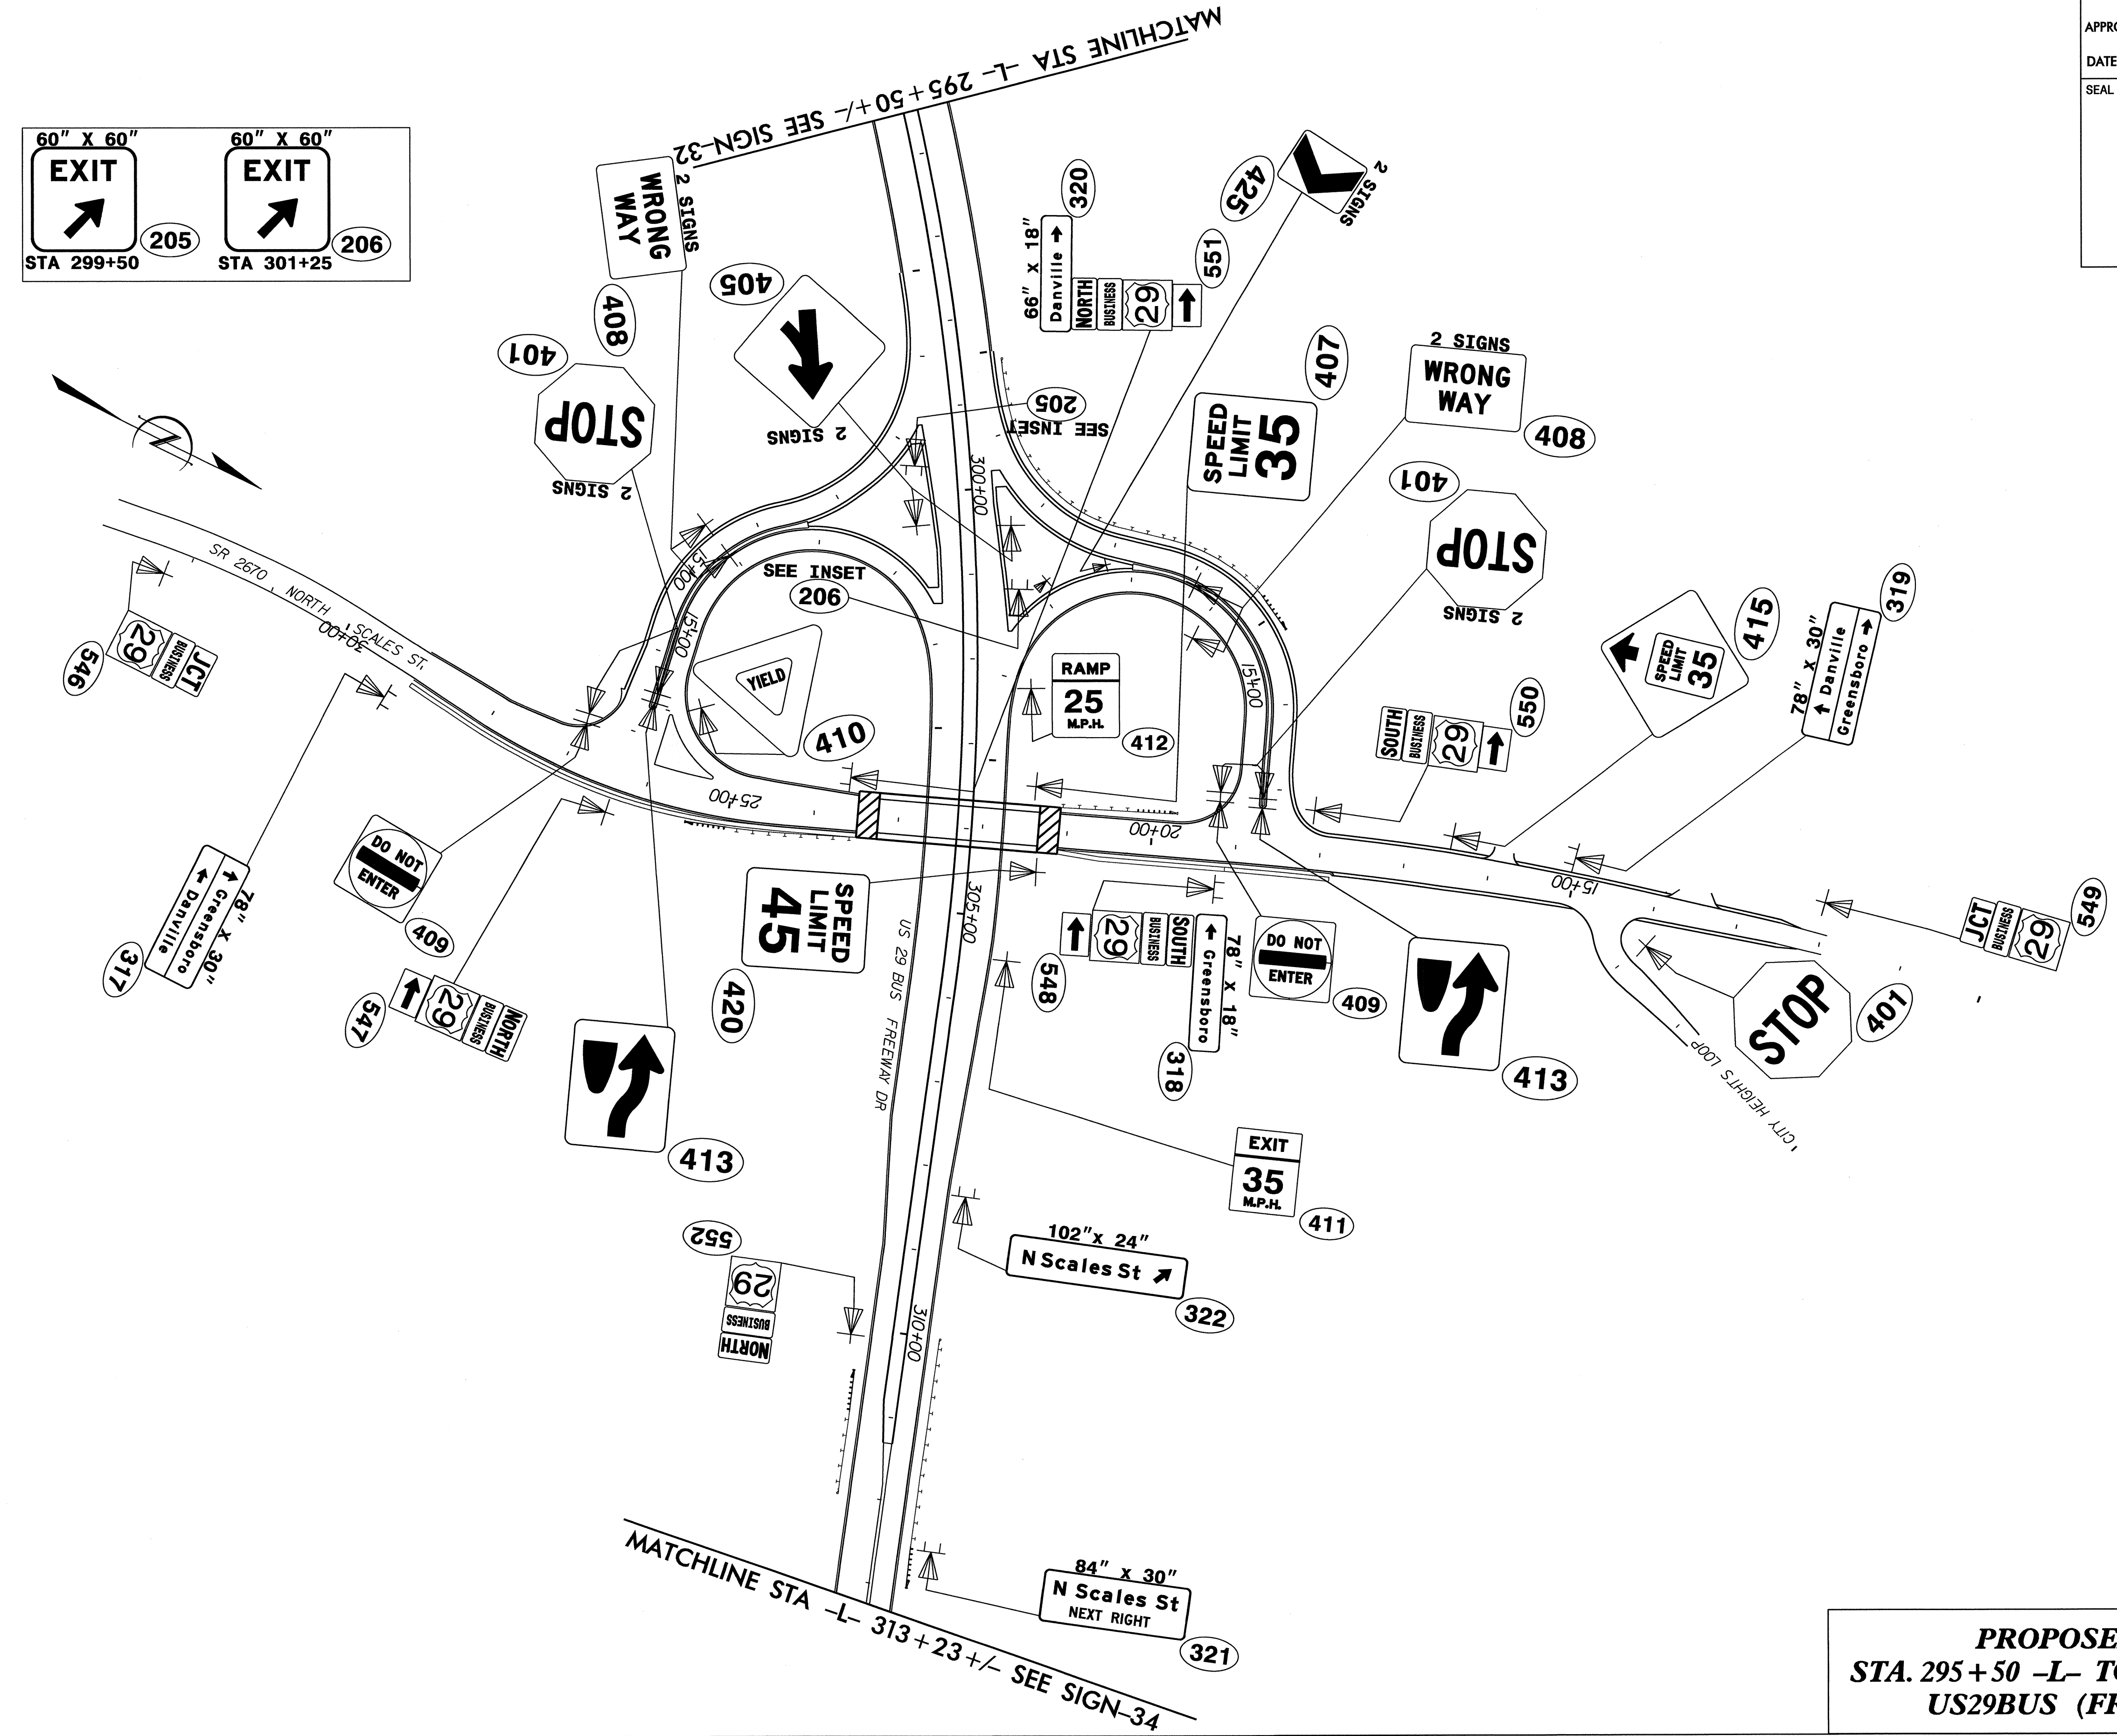 APPRO
DATE
SEAL
MATCHLINE STA -L- 295+50+/- SEE SIGN-32
60" X 60"
EXIT
205
STA 299+50
60" X 60"
EXIT
206
STA 301+25
WRONG
WAY
2 SIGNS
408
405
2 SIGNS
401
STOP
2 SIGNS
320
66" X 18"
Danville
NORTH
BUSINESS
29
551
425
2 SIGNS
205
SEE INSET
407
SPEED
LIMIT
35
2 SIGNS
WRONG
WAY
408
401
STOP
2 SIGNS
415
SPEED
LIMIT
35
319
78" X 30"
Danville
Greensboro
300+00
15+00
15+00
SEE INSET
206
SR 2670
NORTH
SCALES ST.
30+00
546
29
BUSINESS
JCT
YIELD
410
RAMP
25
M.P.H.
412
15+00
SOUTH
BUSINESS
29
550
25+00
20+00
15+00
DO NOT
ENTER
409
78" X 30"
Greensboro
Danville
317
547
29
BUSINESS
NORTH
SPEED
LIMIT
45
420
US 29 BUS FREEWAY DR
305+00
548
29
BUSINESS
SOUTH
78" X 18"
Greensboro
318
DO NOT
ENTER
409
413
STOP
401
CITY HEIGHTS LOOP
JCT
BUSINESS
29
549
413
EXIT
35
M.P.H.
411
552
29
BUSINESS
NORTH
102"x 24"
N Scales St
322
310+00
84" x 30"
N Scales St
NEXT RIGHT
321
MATCHLINE STA -L- 313+23+/- SEE SIGN-34
PROPOSE
STA. 295+50 -L- TO
US29BUS (FR